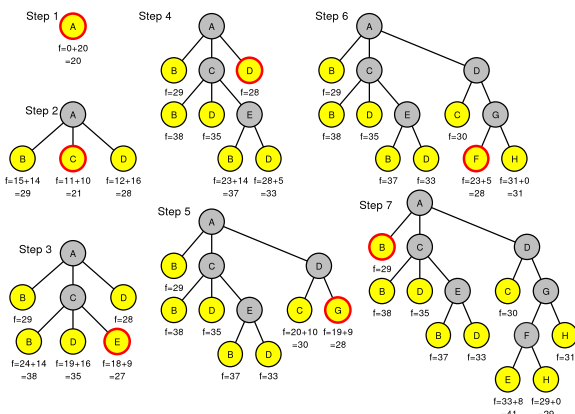 Step 1
A
f=0+20
=20
Step 2
A
B
C
D
f=15+14
=29
f=11+10
=21
f=12+16
=28
Step 3
A
B
C
D
f=29
f=28
B
D
E
f=24+14
=38
f=19+16
=35
f=18+9
=27
Step 4
A
B
C
D
f=29
f=28
B
D
E
f=38
f=35
B
D
f=23+14
=37
f=28+5
=33
Step 5
A
B
C
D
f=29
B
D
E
C
G
f=38
f=35
f=20+10
=30
f=19+9
=28
B
D
f=37
f=33
Step 6
A
B
C
D
f=29
B
D
E
C
G
f=38
f=35
f=30
B
D
F
H
f=37
f=33
f=23+5
=28
f=31+0
=31
Step 7
A
B
C
D
f=29
B
D
E
C
G
f=38
f=35
f=30
B
D
F
H
f=37
f=33
f=31
E
H
f=33+8
=41
f=29+0
=29